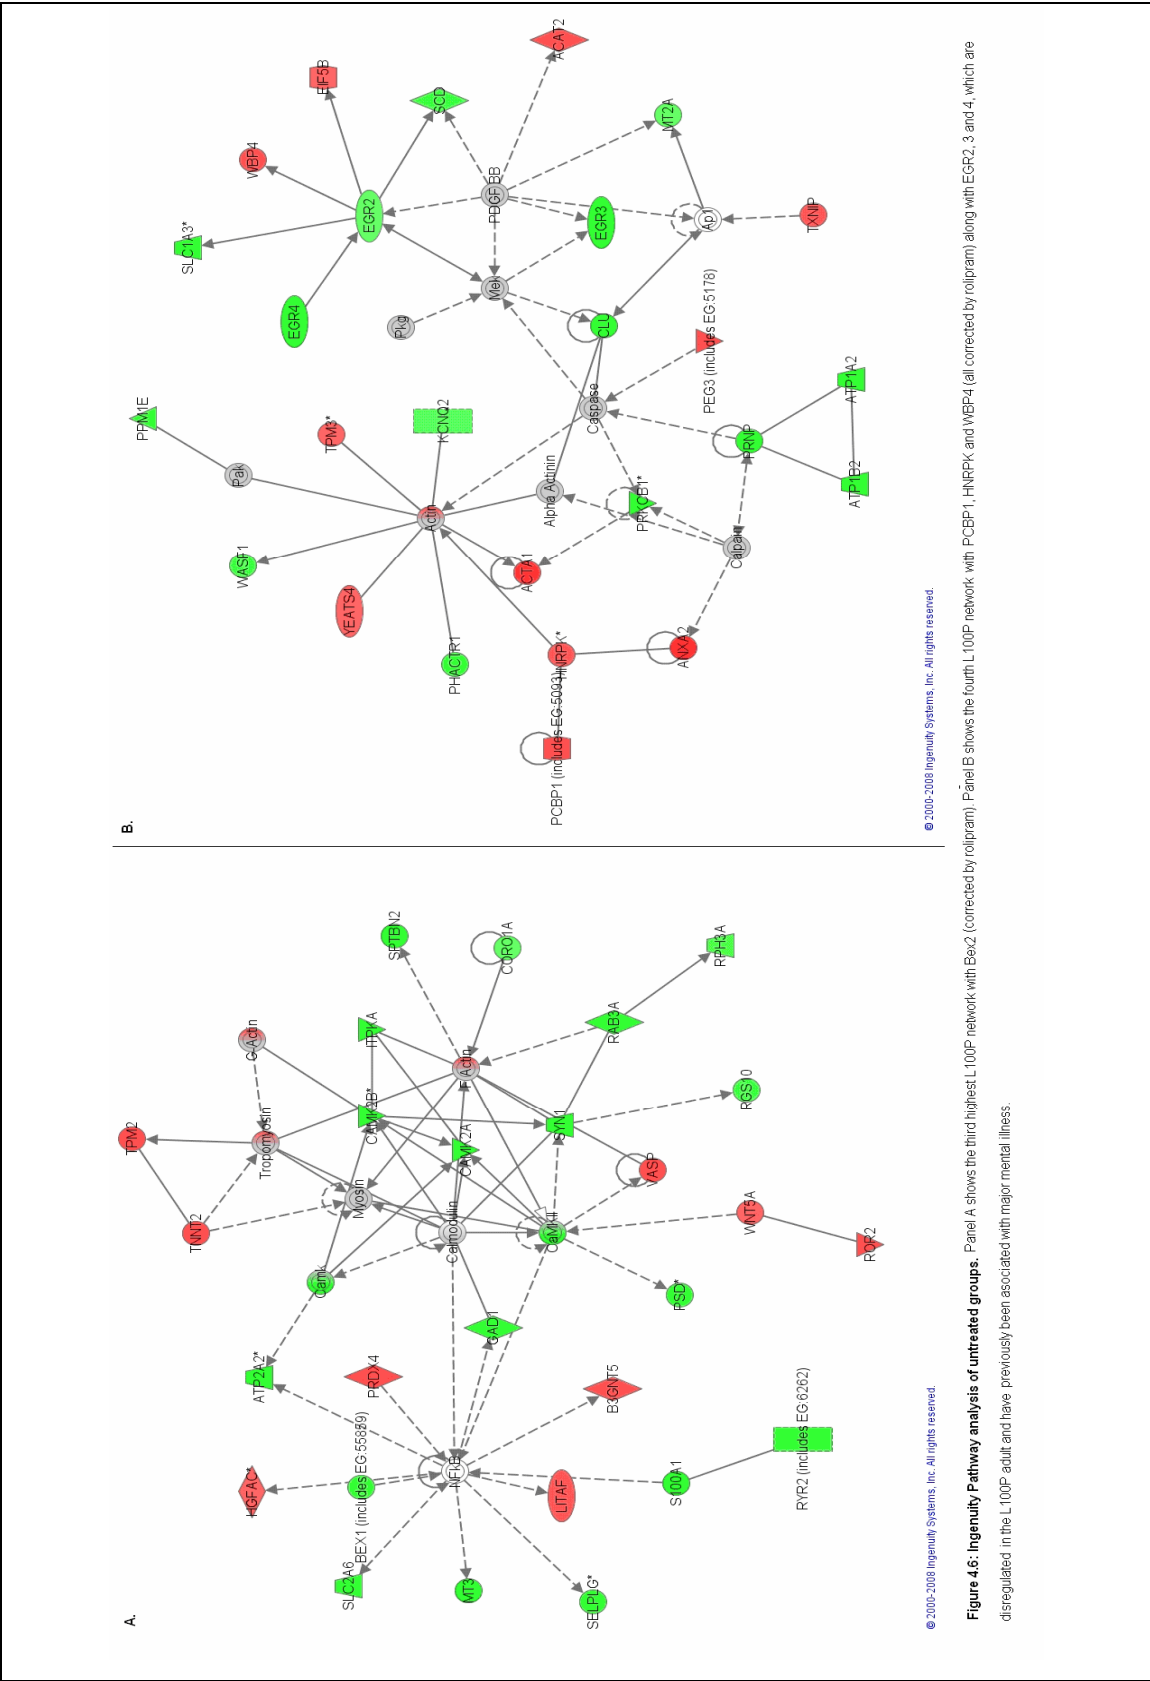 A.
TPM2
TNNT2
G-Actin
Tropomyosin
ATP2A2*
Camk
Myosin
CAMK2B*
ITPKA
SPTBN2
HGFAC*
PRDX4
BEX1 (includes EG:55859)
SLC2A6
Calmodulin
CAMK2A
F Actin
CORO1A
NFkB
GAD1
MT3
CaMKII
SYN1
RAB3A
SELPLG*
LITAF
B3GNT5
VASP
S100A1
PSD*
WNT5A
RGS10
RPH3A
RYR2 (includes EG:6262)
ROR2
© 2000-2008 Ingenuity Systems, Inc. All rights reserved.
B.
PPM1E
SLC1A3*
WBP4
EIF5B
Pak
TPM3*
EGR4
EGR2
WASF1
YEATS4
KCNQ2
Pkg
SCD
PHACTR1
Actin
Mek
PDGF BB
ACAT2
ACTA1
Alpha Actinin
Caspase
CLU
EGR3
PCBP1 (includes EG:5093)
HNRPK*
PRKCB1*
MT2A
ANXA2
Calpain
PRNP
PEG3 (includes EG:5178)
Ap1
TXNIP
ATP1B2
ATP1A2
© 2000-2008 Ingenuity Systems, Inc. All rights reserved.
Figure 4.6: Ingenuity Pathway analysis of untreated groups. Panel A shows the third highest L100P network with Bex2 (corrected by rolipram). Panel B shows the fourth L100P network with PCBP1, HNRPK and WBP4 (all corrected by rolipram) along with EGR2, 3 and 4, which are
disregulated in the L100P adult and have previously been asociated with major mental illness.